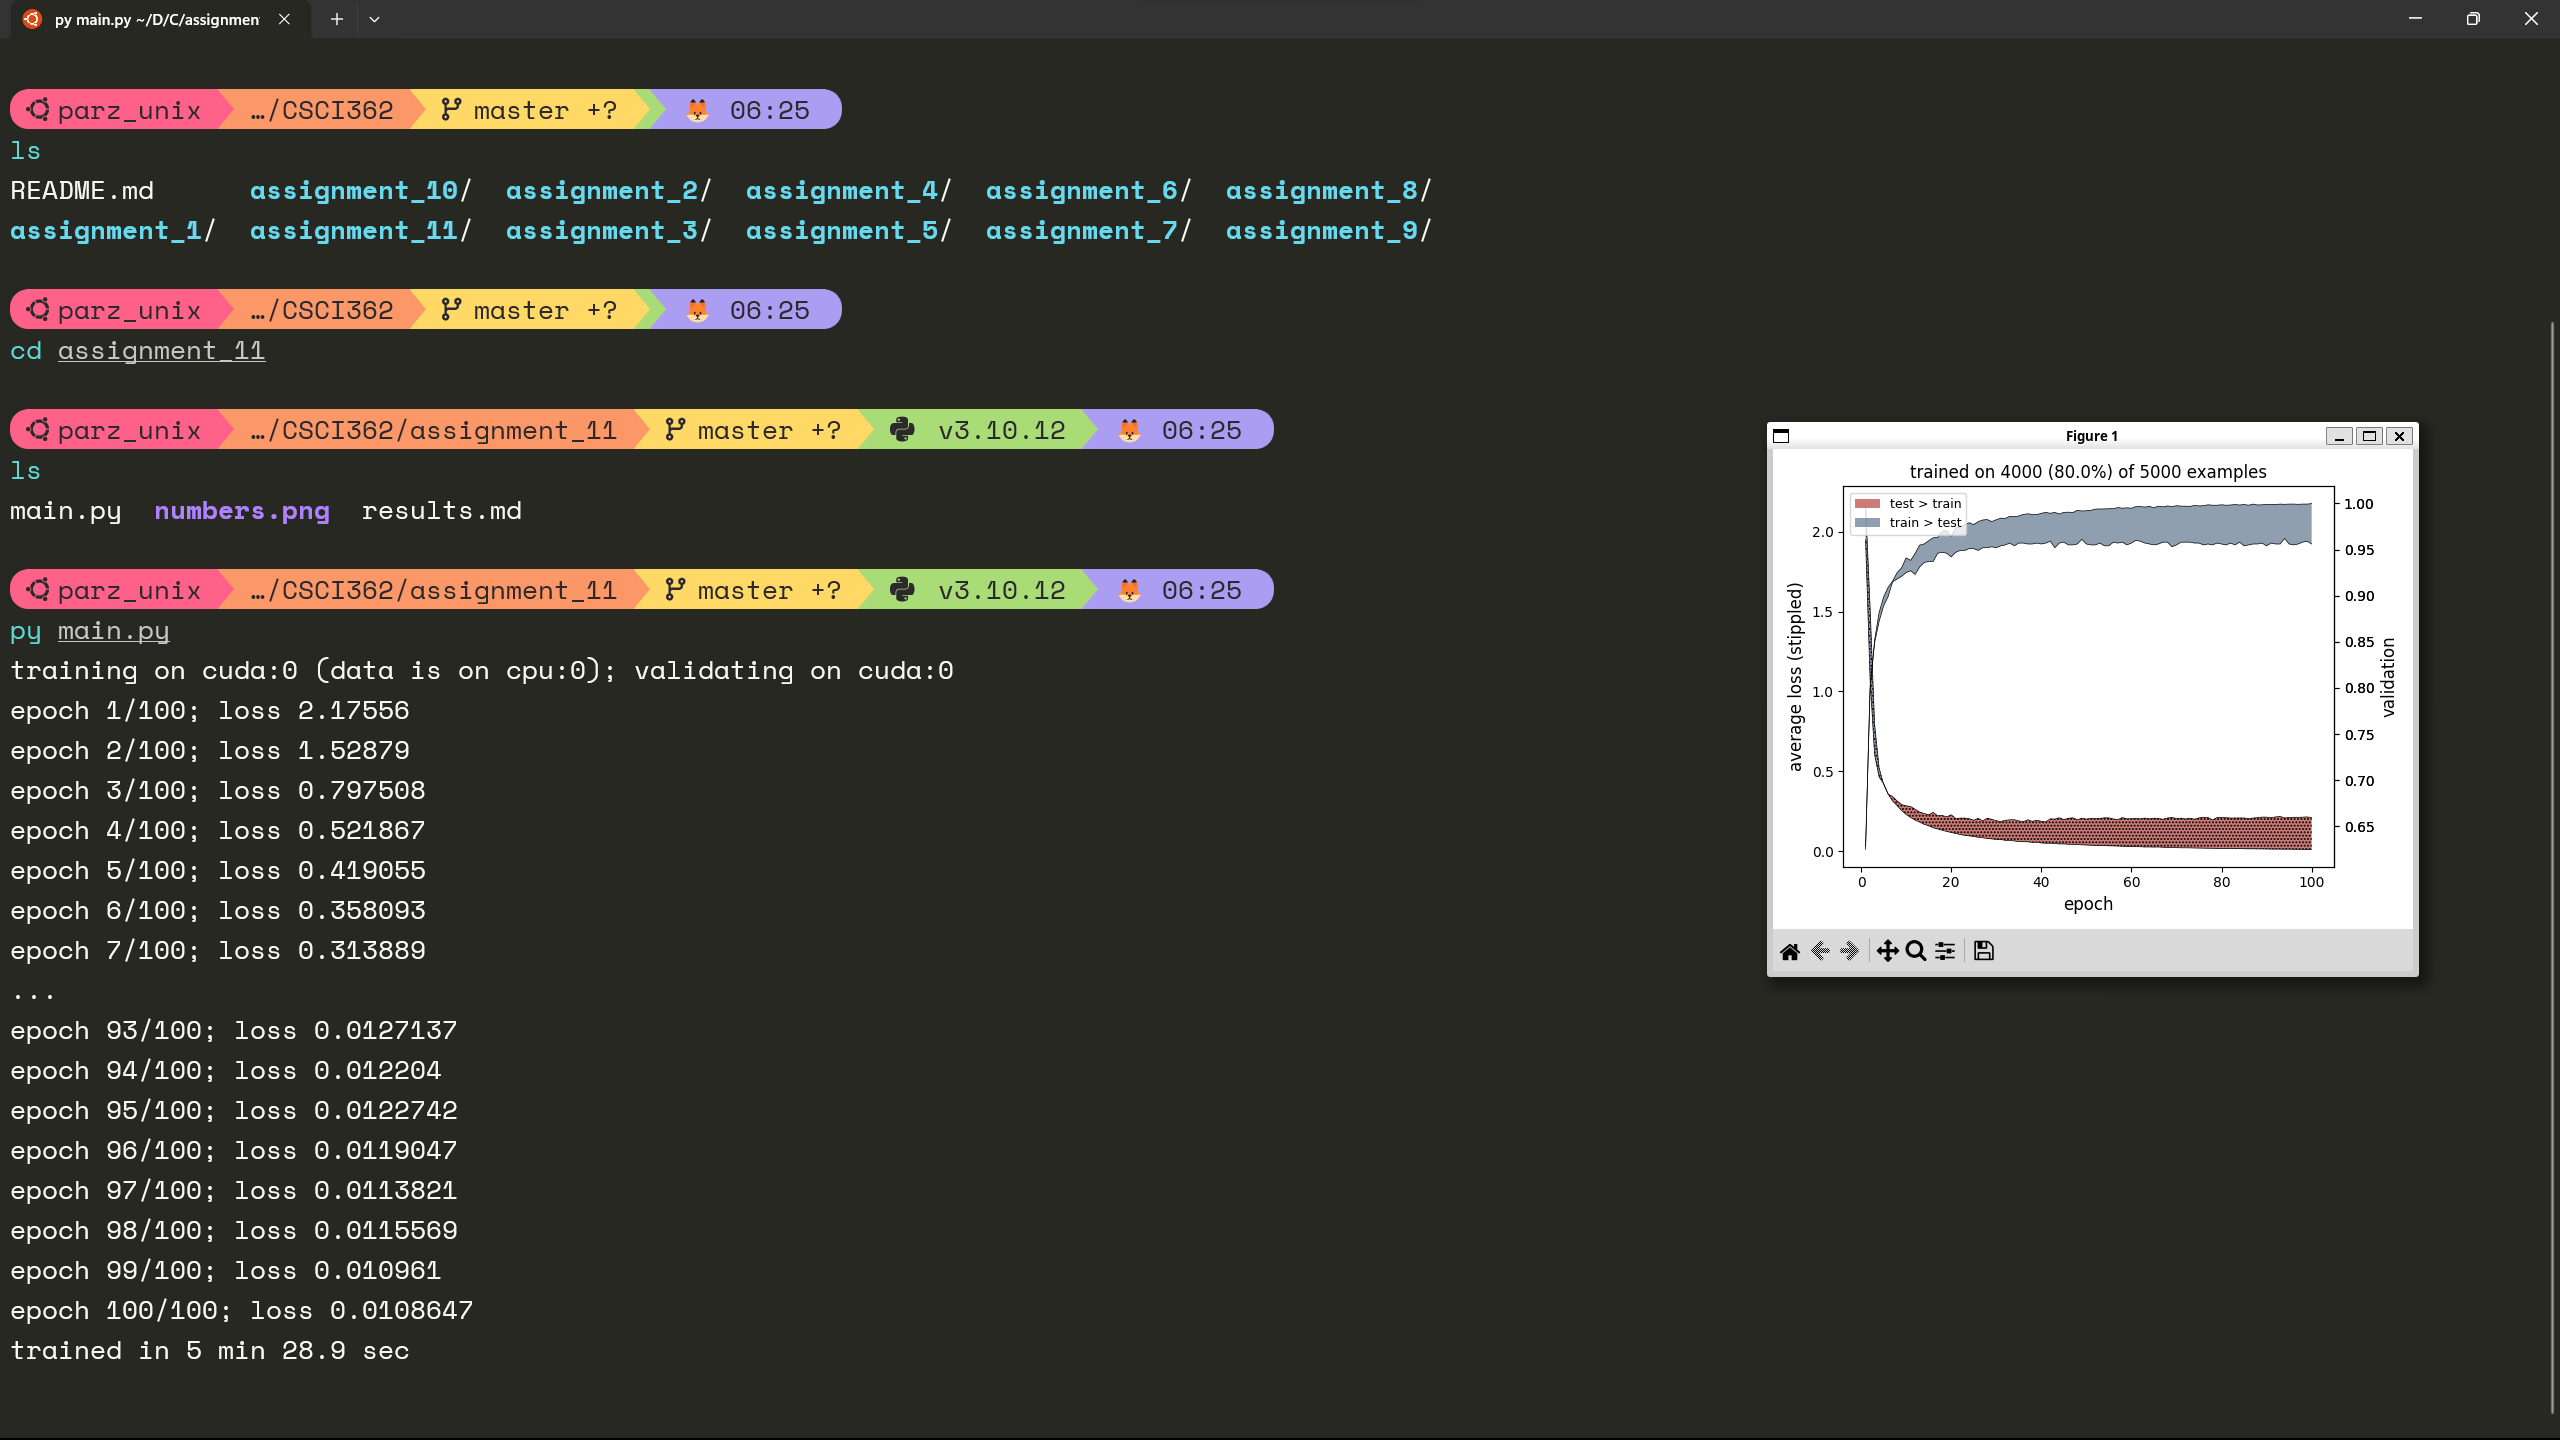 py main.py ~/D/C/assignmen
parz_unix …/CSCI362 master +? 06:25
ls
README.md assignment_10/ assignment_2/ assignment_4/ assignment_6/ assignment_8/
assignment_1/ assignment_11/ assignment_3/ assignment_5/ assignment_7/ assignment_9/
parz_unix …/CSCI362 master +? 06:25
cd assignment_11
parz_unix …/CSCI362/assignment_11 master +? v3.10.12 06:25
ls
main.py numbers.png results.md
parz_unix …/CSCI362/assignment_11 master +? v3.10.12 06:25
py main.py
training on cuda:0 (data is on cpu:0); validating on cuda:0
epoch 1/100; loss 2.17556
epoch 2/100; loss 1.52879
epoch 3/100; loss 0.797508
epoch 4/100; loss 0.521867
epoch 5/100; loss 0.419055
epoch 6/100; loss 0.358093
epoch 7/100; loss 0.313889
...
epoch 93/100; loss 0.0127137
epoch 94/100; loss 0.012204
epoch 95/100; loss 0.0122742
epoch 96/100; loss 0.0119047
epoch 97/100; loss 0.0113821
epoch 98/100; loss 0.0115569
epoch 99/100; loss 0.010961
epoch 100/100; loss 0.0108647
trained in 5 min 28.9 sec
Figure 1
trained on 4000 (80.0%) of 5000 examples
test > train
train > test
average loss (stippled)
2.0
1.5
1.0
0.5
0.0
1.00
0.95
0.90
0.85
0.80
0.75
0.70
0.65
validation
0 20 40 60 80 100
epoch